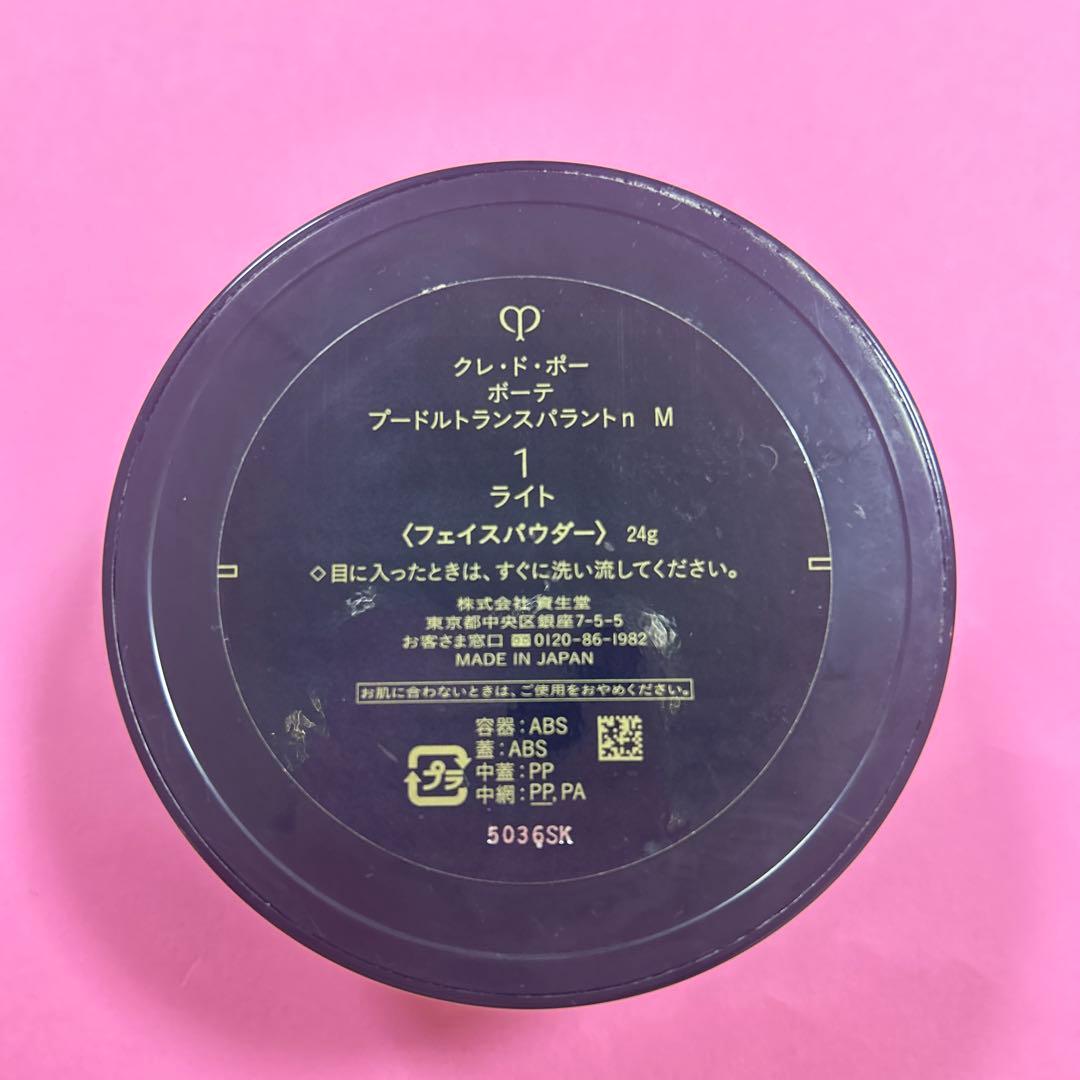 クレ・ド・ポー
ボーテ
プードルトランスパラントn M
1
ライト
〈フェイスパウダー〉 24g
◇目に入ったときは、すぐに洗い流してください。
株式会社 資生堂
東京都中央区銀座7-5-5
お客さま窓口 0120-86-1982
MADE IN JAPAN
お肌に合わないときは、ご使用をおやめください。
容器:ABS
蓋:ABS
プラ
中蓋:PP
中網:PP,PA
5036SK